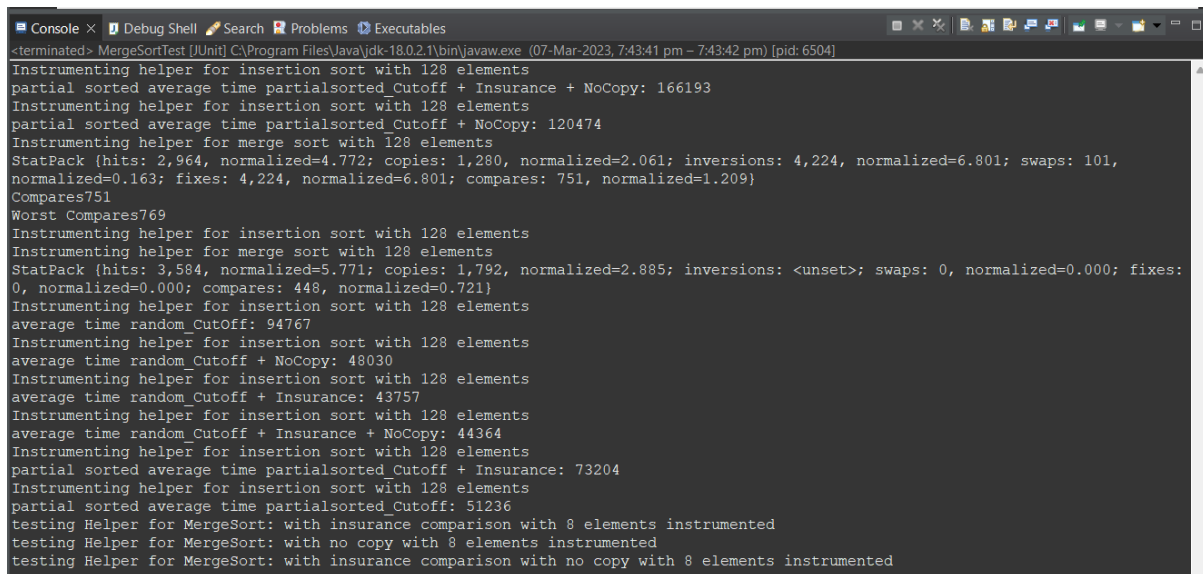 Console Debug Shell Search Problems Executables
<terminated> MergeSortTest [JUnit] C:\Program Files\Java\jdk-18.0.2.1\bin\javaw.exe (07-Mar-2023, 7:43:41 pm – 7:43:42 pm) [pid: 6504]
Instrumenting helper for insertion sort with 128 elements
partial sorted average time partialsorted_Cutoff + Insurance + NoCopy: 166193
Instrumenting helper for insertion sort with 128 elements
partial sorted average time partialsorted_Cutoff + NoCopy: 120474
Instrumenting helper for merge sort with 128 elements
StatPack {hits: 2,964, normalized=4.772; copies: 1,280, normalized=2.061; inversions: 4,224, normalized=6.801; swaps: 101,
normalized=0.163; fixes: 4,224, normalized=6.801; compares: 751, normalized=1.209}
Compares751
Worst Compares769
Instrumenting helper for insertion sort with 128 elements
Instrumenting helper for merge sort with 128 elements
StatPack {hits: 3,584, normalized=5.771; copies: 1,792, normalized=2.885; inversions: <unset>; swaps: 0, normalized=0.000; fixes:
0, normalized=0.000; compares: 448, normalized=0.721}
Instrumenting helper for insertion sort with 128 elements
average time random_CutOff: 94767
Instrumenting helper for insertion sort with 128 elements
average time random_Cutoff + NoCopy: 48030
Instrumenting helper for insertion sort with 128 elements
average time random_Cutoff + Insurance: 43757
Instrumenting helper for insertion sort with 128 elements
average time random_Cutoff + Insurance + NoCopy: 44364
Instrumenting helper for insertion sort with 128 elements
partial sorted average time partialsorted_Cutoff + Insurance: 73204
Instrumenting helper for insertion sort with 128 elements
partial sorted average time partialsorted_Cutoff: 51236
testing Helper for MergeSort: with insurance comparison with 8 elements instrumented
testing Helper for MergeSort: with no copy with 8 elements instrumented
testing Helper for MergeSort: with insurance comparison with no copy with 8 elements instrumented